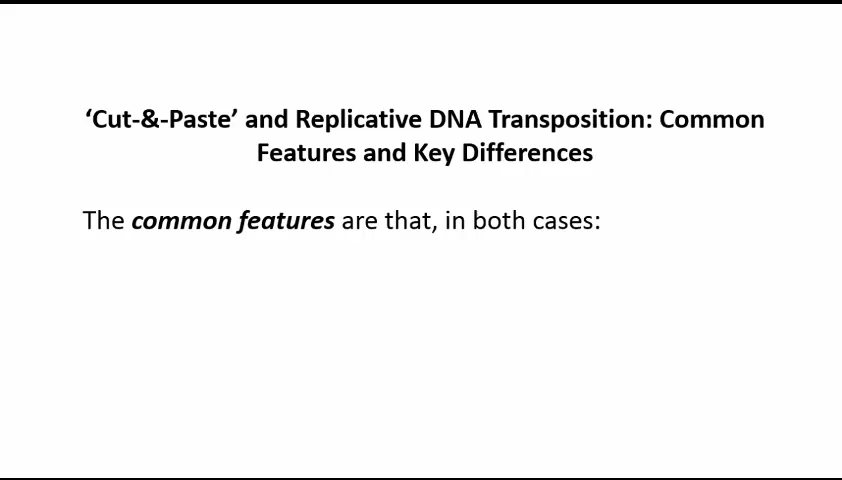 ‘Cut-&-Paste’ and Replicative DNA Transposition: Common
Features and Key Differences
The common features are that, in both cases: